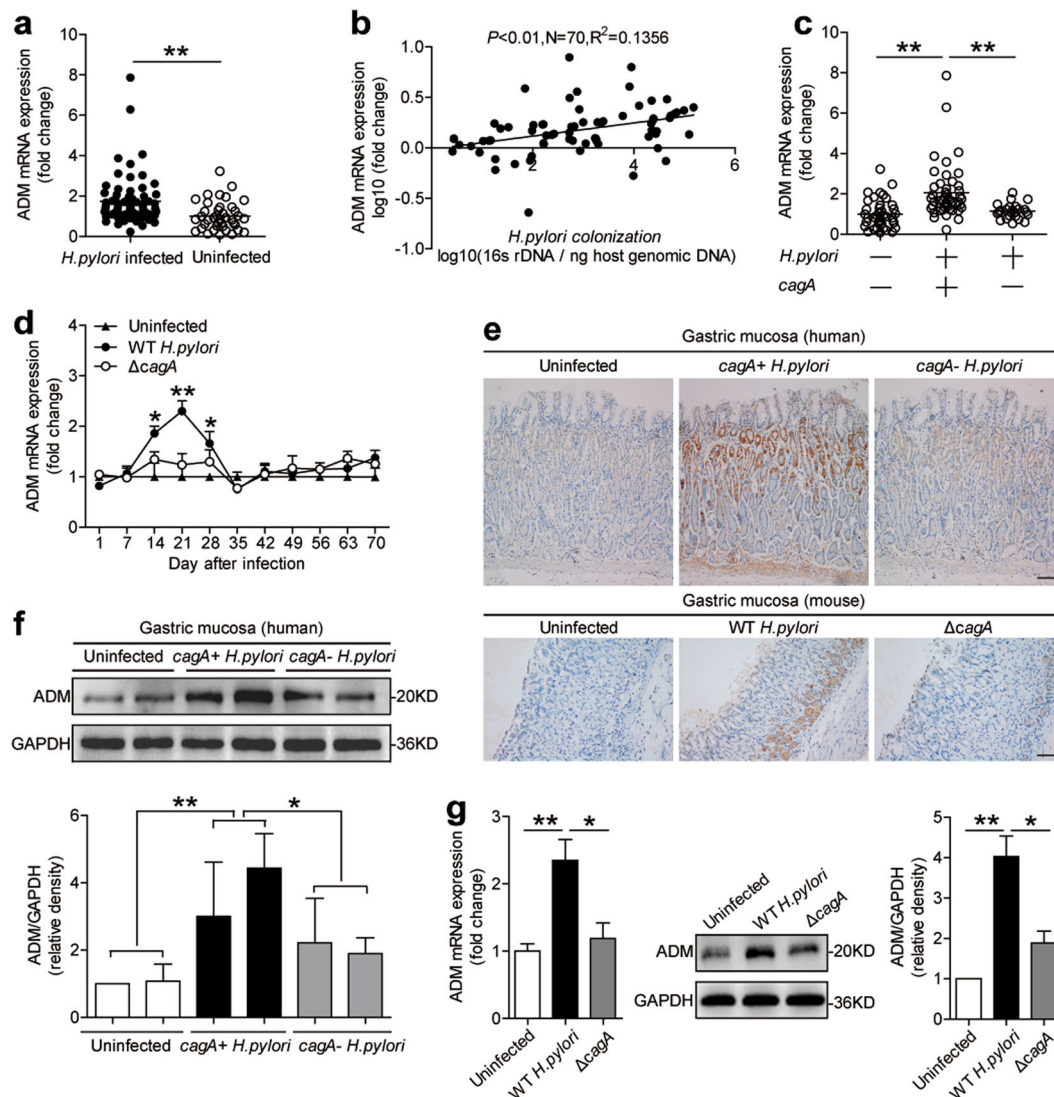 a
ADM mRNA expression
(fold change)
10
8
6
4
2
0
**
H.pylori infected
Uninfected
b
P<0.01,N=70,R²=0.1356
ADM mRNA expression
log10 (fold change)
1.0
0.5
0.0
-0.5
-1.0
2
4
6
H.pylori colonization
log10(16s rDNA / ng host genomic DNA)
c
ADM mRNA expression
(fold change)
10
8
6
4
2
0
**
**
H.pylori — + +
cagA — + —
d
Uninfected
WT H.pylori
ΔcagA
ADM mRNA expression
(fold change)
4
3
2
1
0
*
**
*
1 7 14 21 28 35 42 49 56 63 70
Day after infection
e
Gastric mucosa (human)
Uninfected
cagA+ H.pylori
cagA- H.pylori
Gastric mucosa (mouse)
Uninfected
WT H.pylori
ΔcagA
f
Gastric mucosa (human)
Uninfected cagA+ H.pylori cagA- H.pylori
ADM
-20KD
GAPDH
-36KD
ADM/GAPDH
(relative density)
6
4
2
0
**
*
Uninfected cagA+ H.pylori cagA- H.pylori
g
ADM mRNA expression
(fold change)
3
2
1
0
**
*
Uninfected
WT H.pylori
ΔcagA
Uninfected
WT H.pylori
ΔcagA
ADM
-20KD
GAPDH
-36KD
ADM/GAPDH
(relative density)
5
4
3
2
1
0
**
*
Uninfected
WT H.pylori
ΔcagA